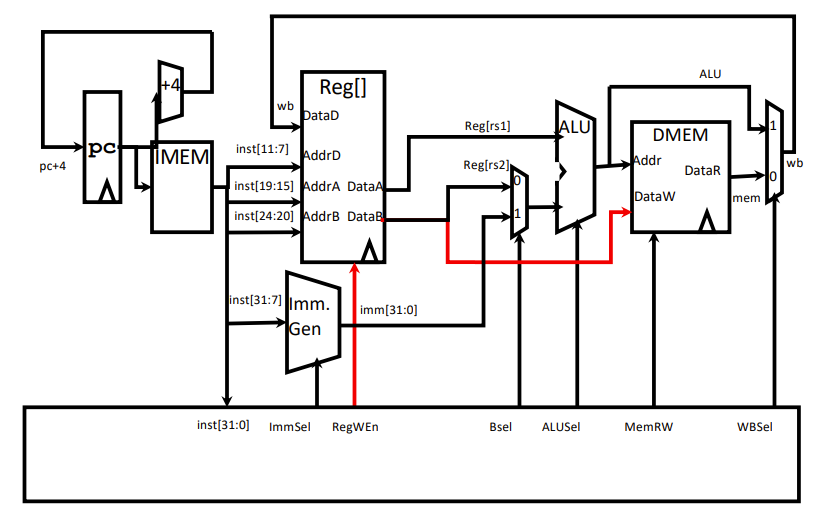 ALU
+4
Reg[]
wb
DataD
Reg[rs1]
ALU
1
DMEM
pc
IMEM
inst[11:7]
AddrD
Addr
wb
pc+4
Reg[rs2]
inst[19:15]
AddrA DataA
0
DataR
0
mem
inst[24:20]
AddrB DataB
1
DataW
inst[31:7]
Imm.
Gen
imm[31:0]
inst[31:0] ImmSel RegWEn Bsel ALUSel MemRW WBSel